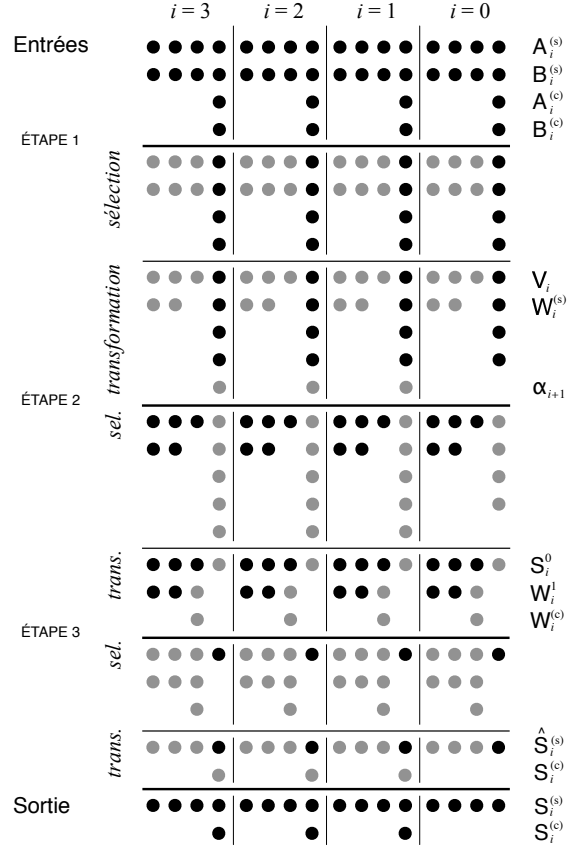 i = 3 i = 2 i = 1 i = 0
Entrées
A_i^(s)
B_i^(s)
A_i^(c)
B_i^(c)
ÉTAPE 1
sélection
transformation
V_i
W_i^(s)
α_{i+1}
ÉTAPE 2
sel.
trans.
S_i^0
W_i^1
W_i^(c)
ÉTAPE 3
sel.
trans.
Ŝ_i^(s)
S_i^(c)
Sortie
S_i^(s)
S_i^(c)